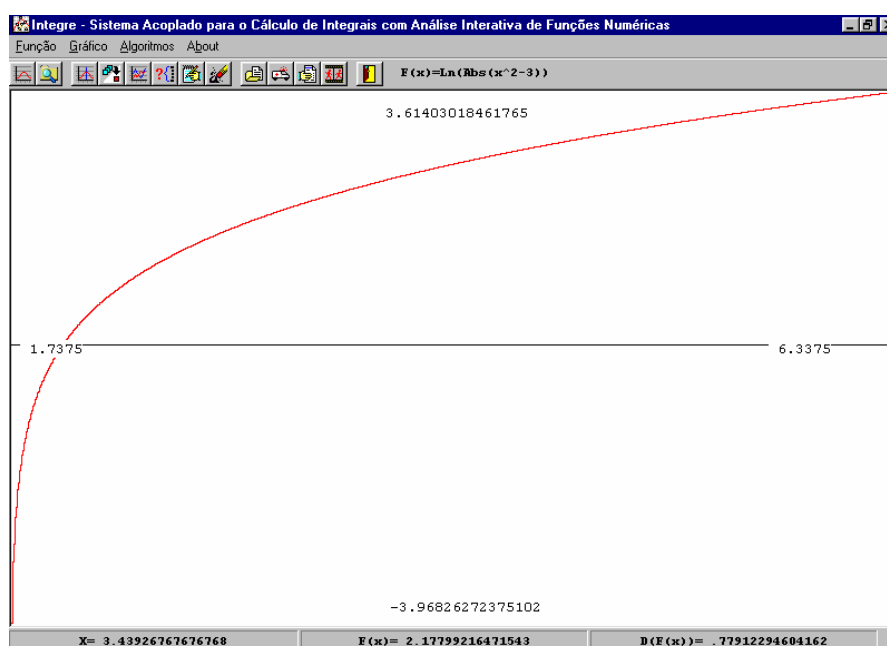 Integre - Sistema Acoplado para o Cálculo de Integrais com Análise Interativa de Funções Numéricas
Função Gráfico Algoritmos About
F(x)=Ln(Abs(x^2-3))
3.61403018461765
1.7375 6.3375
-3.96826272375102
X= 3.43926767676768 F(x)= 2.17799216471543 D(F(x))= .77912294604162